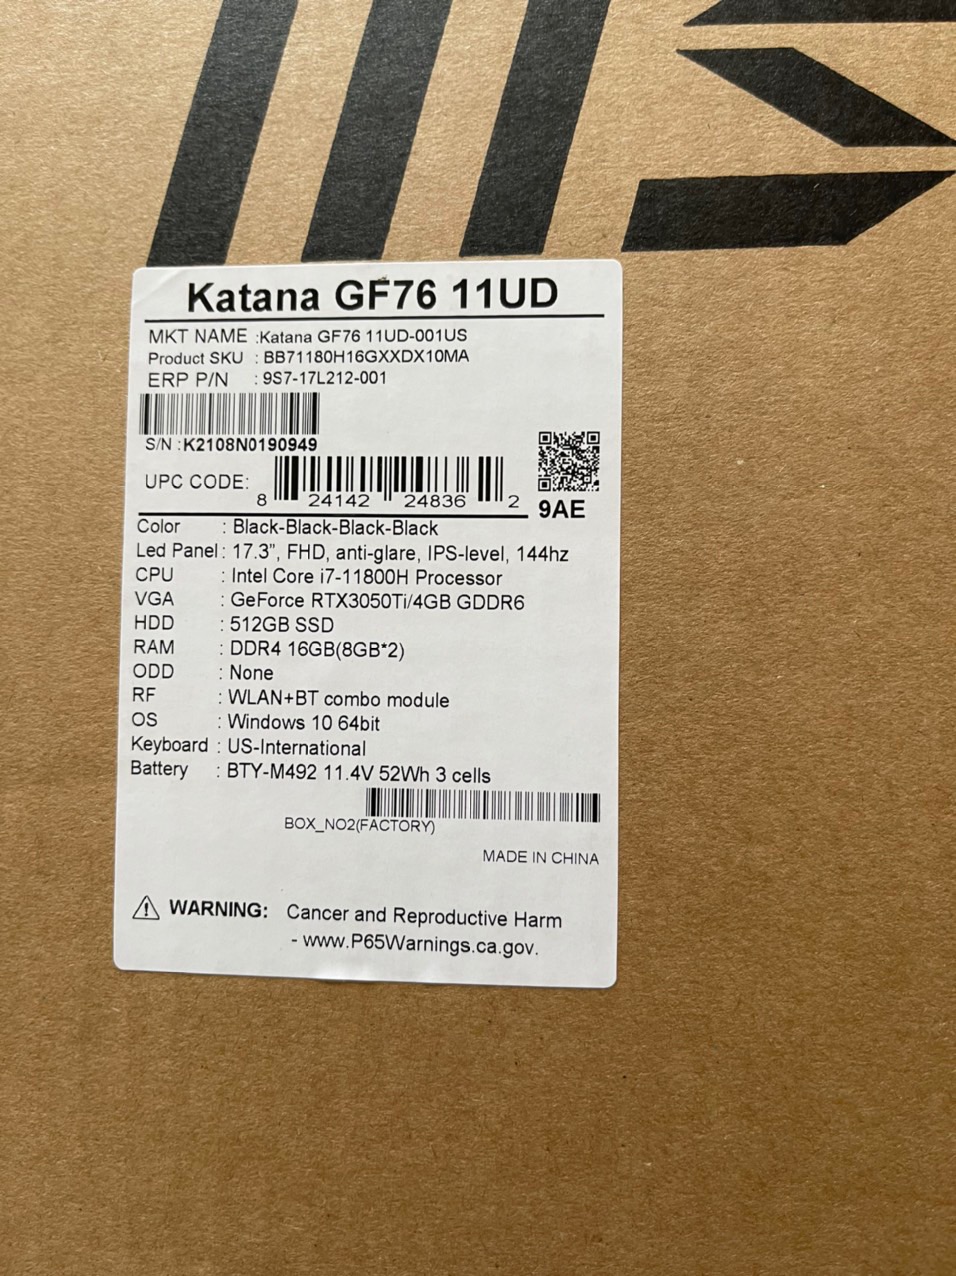 Katana GF76 11UD
MKT NAME :Katana GF76 11UD-001US
Product SKU : BB71180H16GXXDX10MA
ERP P/N : 9S7-17L212-001
S/N :K2108N0190949
UPC CODE: 8 24142 24836 2
9AE
Color : Black-Black-Black-Black
Led Panel: 17.3”, FHD, anti-glare, IPS-level, 144hz
CPU : Intel Core i7-11800H Processor
VGA : GeForce RTX3050Ti/4GB GDDR6
HDD : 512GB SSD
RAM : DDR4 16GB(8GB*2)
ODD : None
RF : WLAN+BT combo module
OS : Windows 10 64bit
Keyboard : US-International
Battery : BTY-M492 11.4V 52Wh 3 cells
BOX_NO2(FACTORY)
MADE IN CHINA
WARNING: Cancer and Reproductive Harm
- www.P65Warnings.ca.gov.